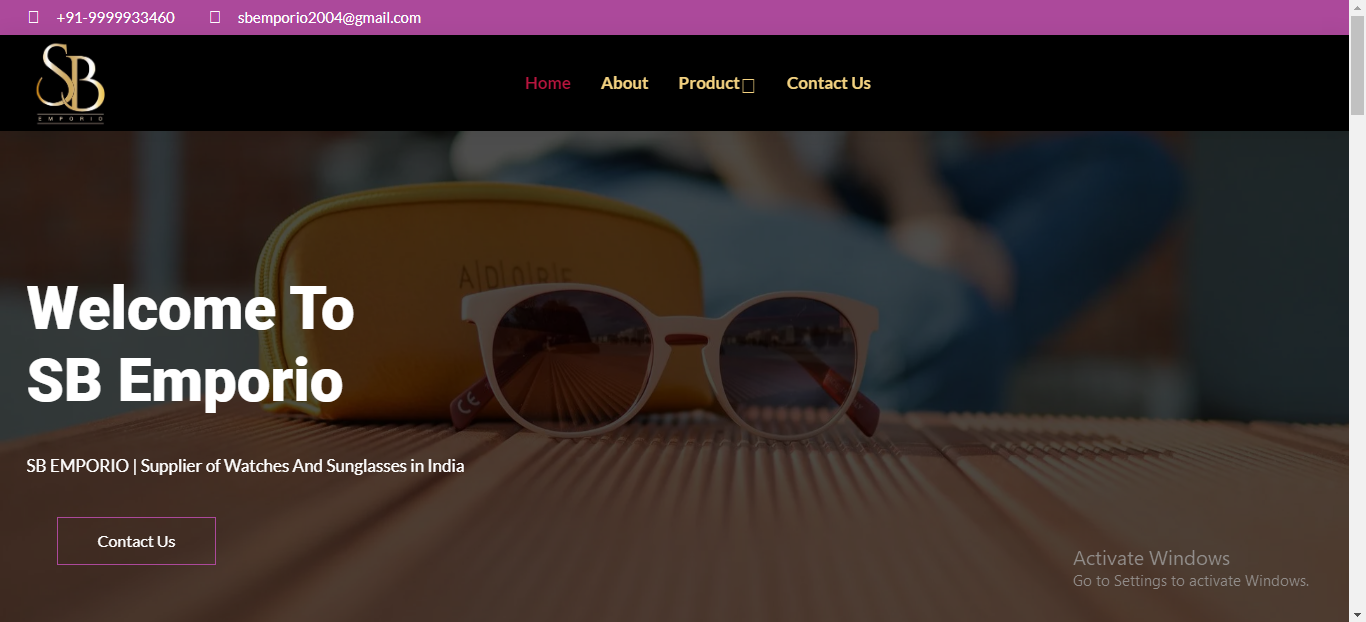 +91-9999933460 sbemporio2004@gmail.com
SB
EMPORIO
Home About Product Contact Us
A|D|O|R|E
Welcome To
SB Emporio
CE
SB EMPORIO | Supplier of Watches And Sunglasses in India
Contact Us
Activate Windows
Go to Settings to activate Windows.